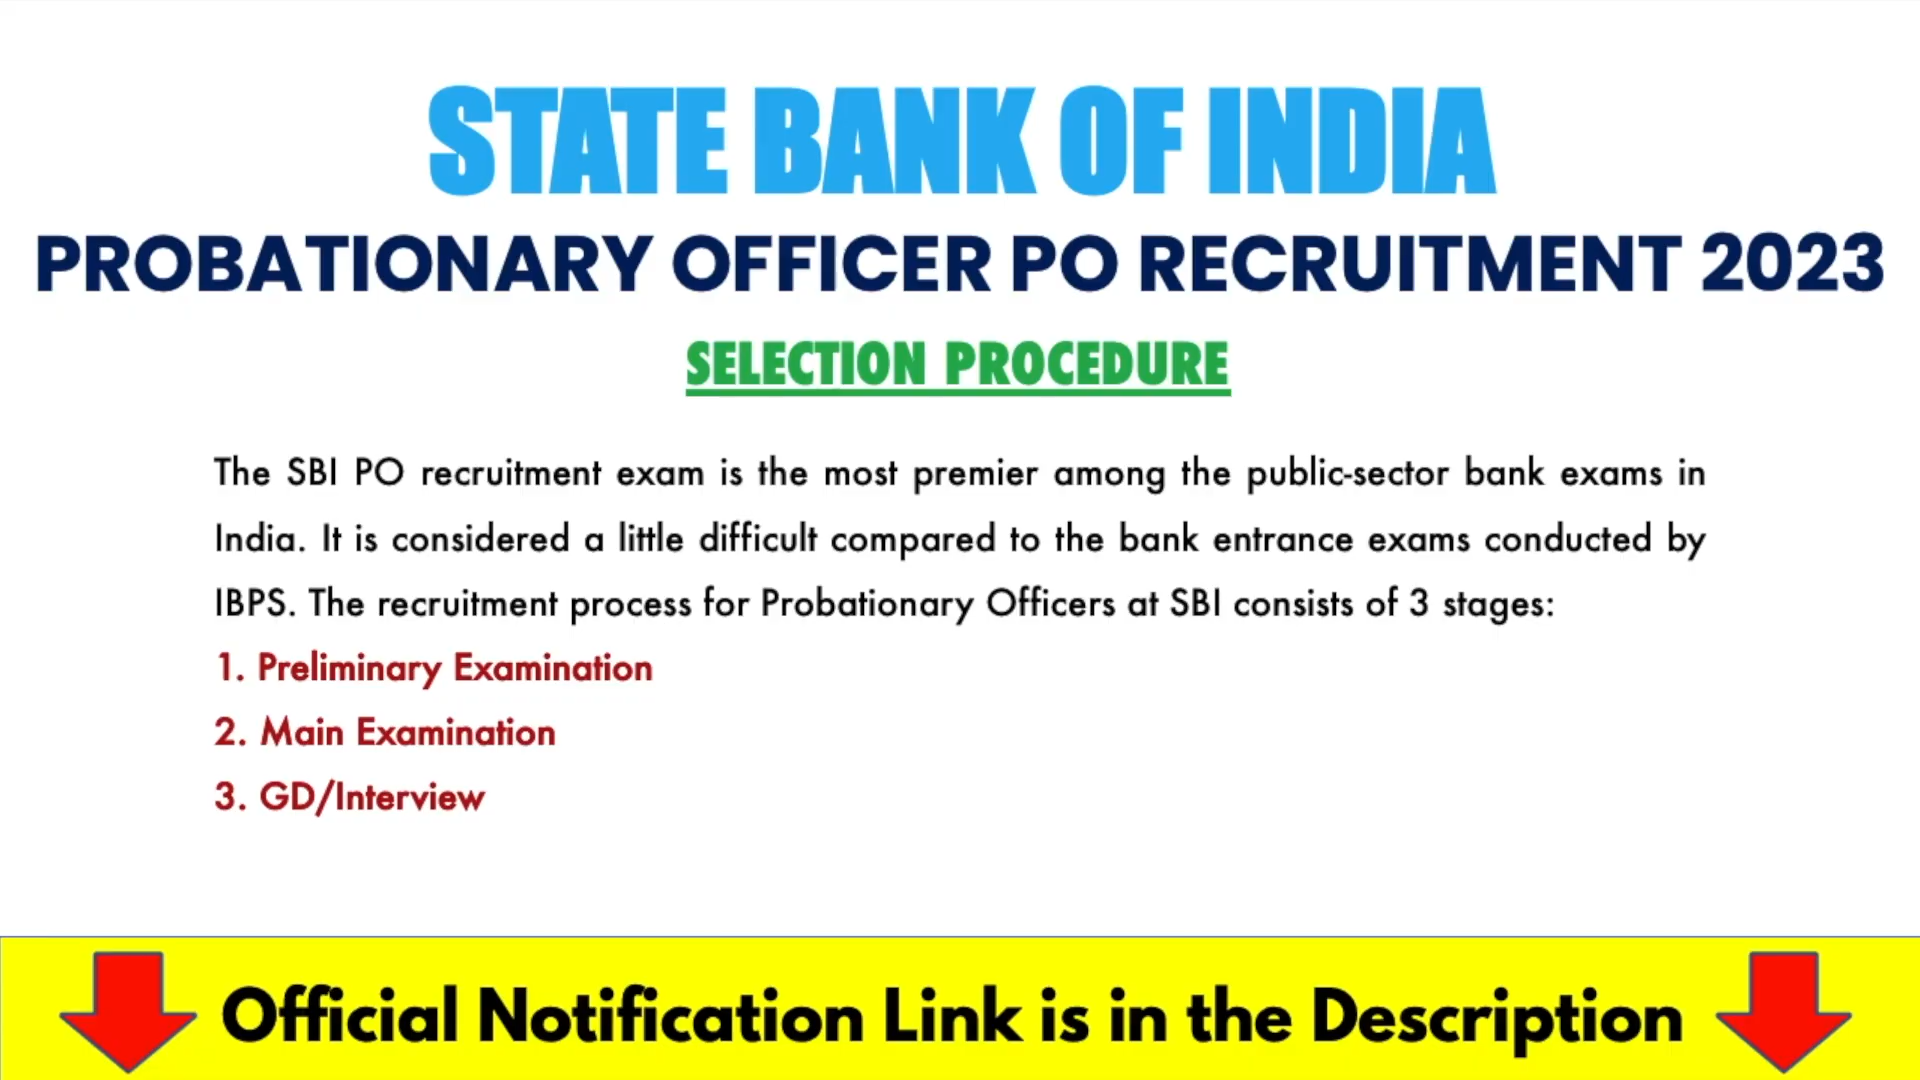 STATE BANK OF INDIA
PROBATIONARY OFFICER PO RECRUITMENT 2023
SELECTION PROCEDURE
The SBI PO recruitment exam is the most premier among the public-sector bank exams in
India. It is considered a little difficult compared to the bank entrance exams conducted by
IBPS. The recruitment process for Probationary Officers at SBI consists of 3 stages:
1. Preliminary Examination
2. Main Examination
3. GD/Interview
Official Notification Link is in the Description